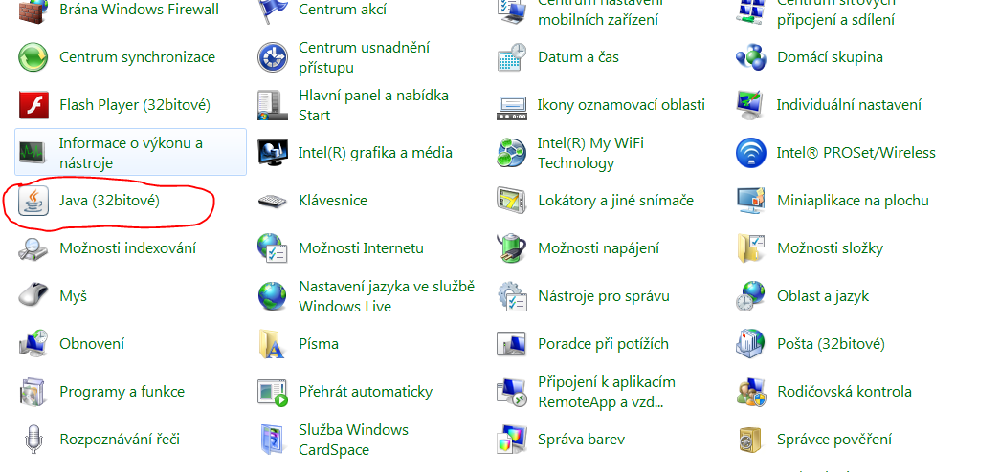 Brána Windows Firewall
Centrum akcí
Centrum nastavení
mobilních zařízení
Centrum síťových
připojení a sdílení
Centrum synchronizace
Centrum usnadnění
přístupu
Datum a čas
Domácí skupina
Flash Player (32bitové)
Hlavní panel a nabídka
Start
Ikony oznamovací oblasti
Individuální nastavení
Informace o výkonu a
nástroje
Intel(R) grafika a média
Intel(R) My WiFi
Technology
Intel® PROSet/Wireless
Java (32bitové)
Klávesnice
Lokátory a jiné snímače
Miniaplikace na plochu
Možnosti indexování
Možnosti Internetu
Možnosti napájení
Možnosti složky
Myš
Nastavení jazyka ve službě
Windows Live
Nástroje pro správu
Oblast a jazyk
Obnovení
Písma
Poradce při potížích
Pošta (32bitové)
Programy a funkce
Přehrát automaticky
Připojení k aplikacím
RemoteApp a vzd...
Rodičovská kontrola
Rozpoznávání řeči
Služba Windows
CardSpace
Správa barev
Správce pověření